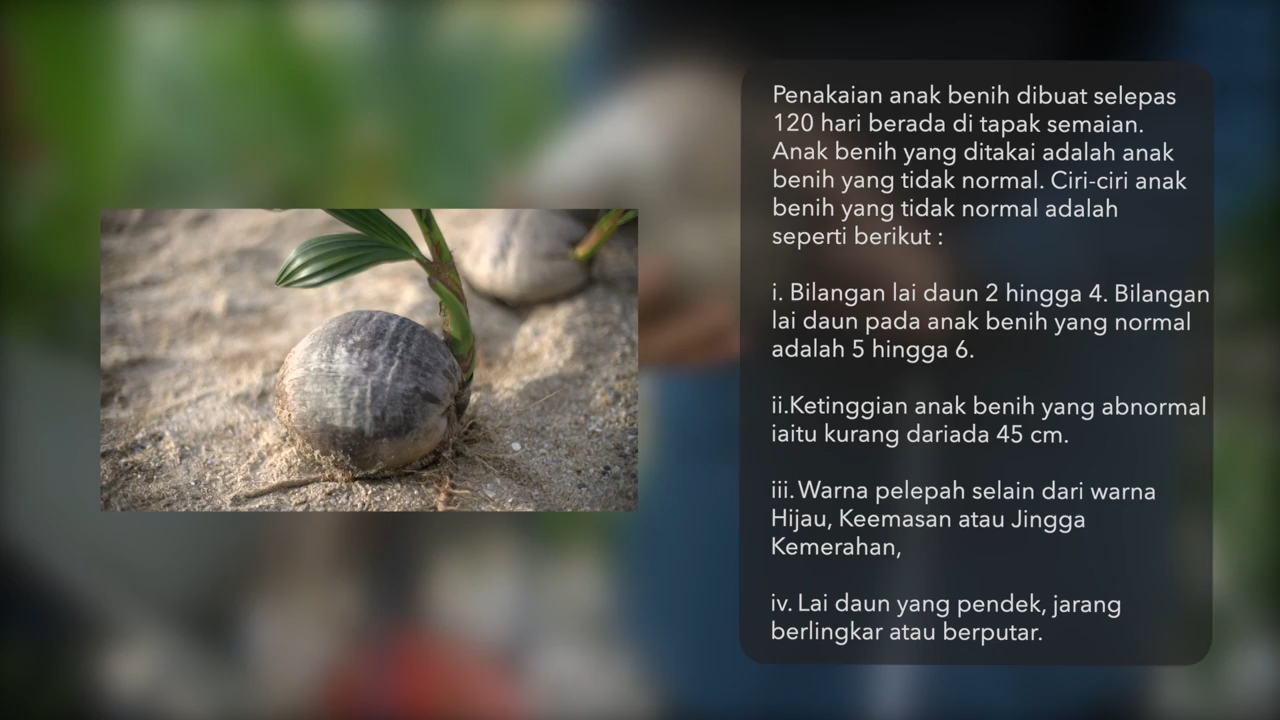 Penakaian anak benih dibuat selepas
120 hari berada di tapak semaian.
Anak benih yang ditakai adalah anak
benih yang tidak normal. Ciri-ciri anak
benih yang tidak normal adalah
seperti berikut :
i. Bilangan lai daun 2 hingga 4. Bilangan
lai daun pada anak benih yang normal
adalah 5 hingga 6.
ii.Ketinggian anak benih yang abnormal
iaitu kurang dariada 45 cm.
iii. Warna pelepah selain dari warna
Hijau, Keemasan atau Jingga
Kemerahan,
iv. Lai daun yang pendek, jarang
berlingkar atau berputar.